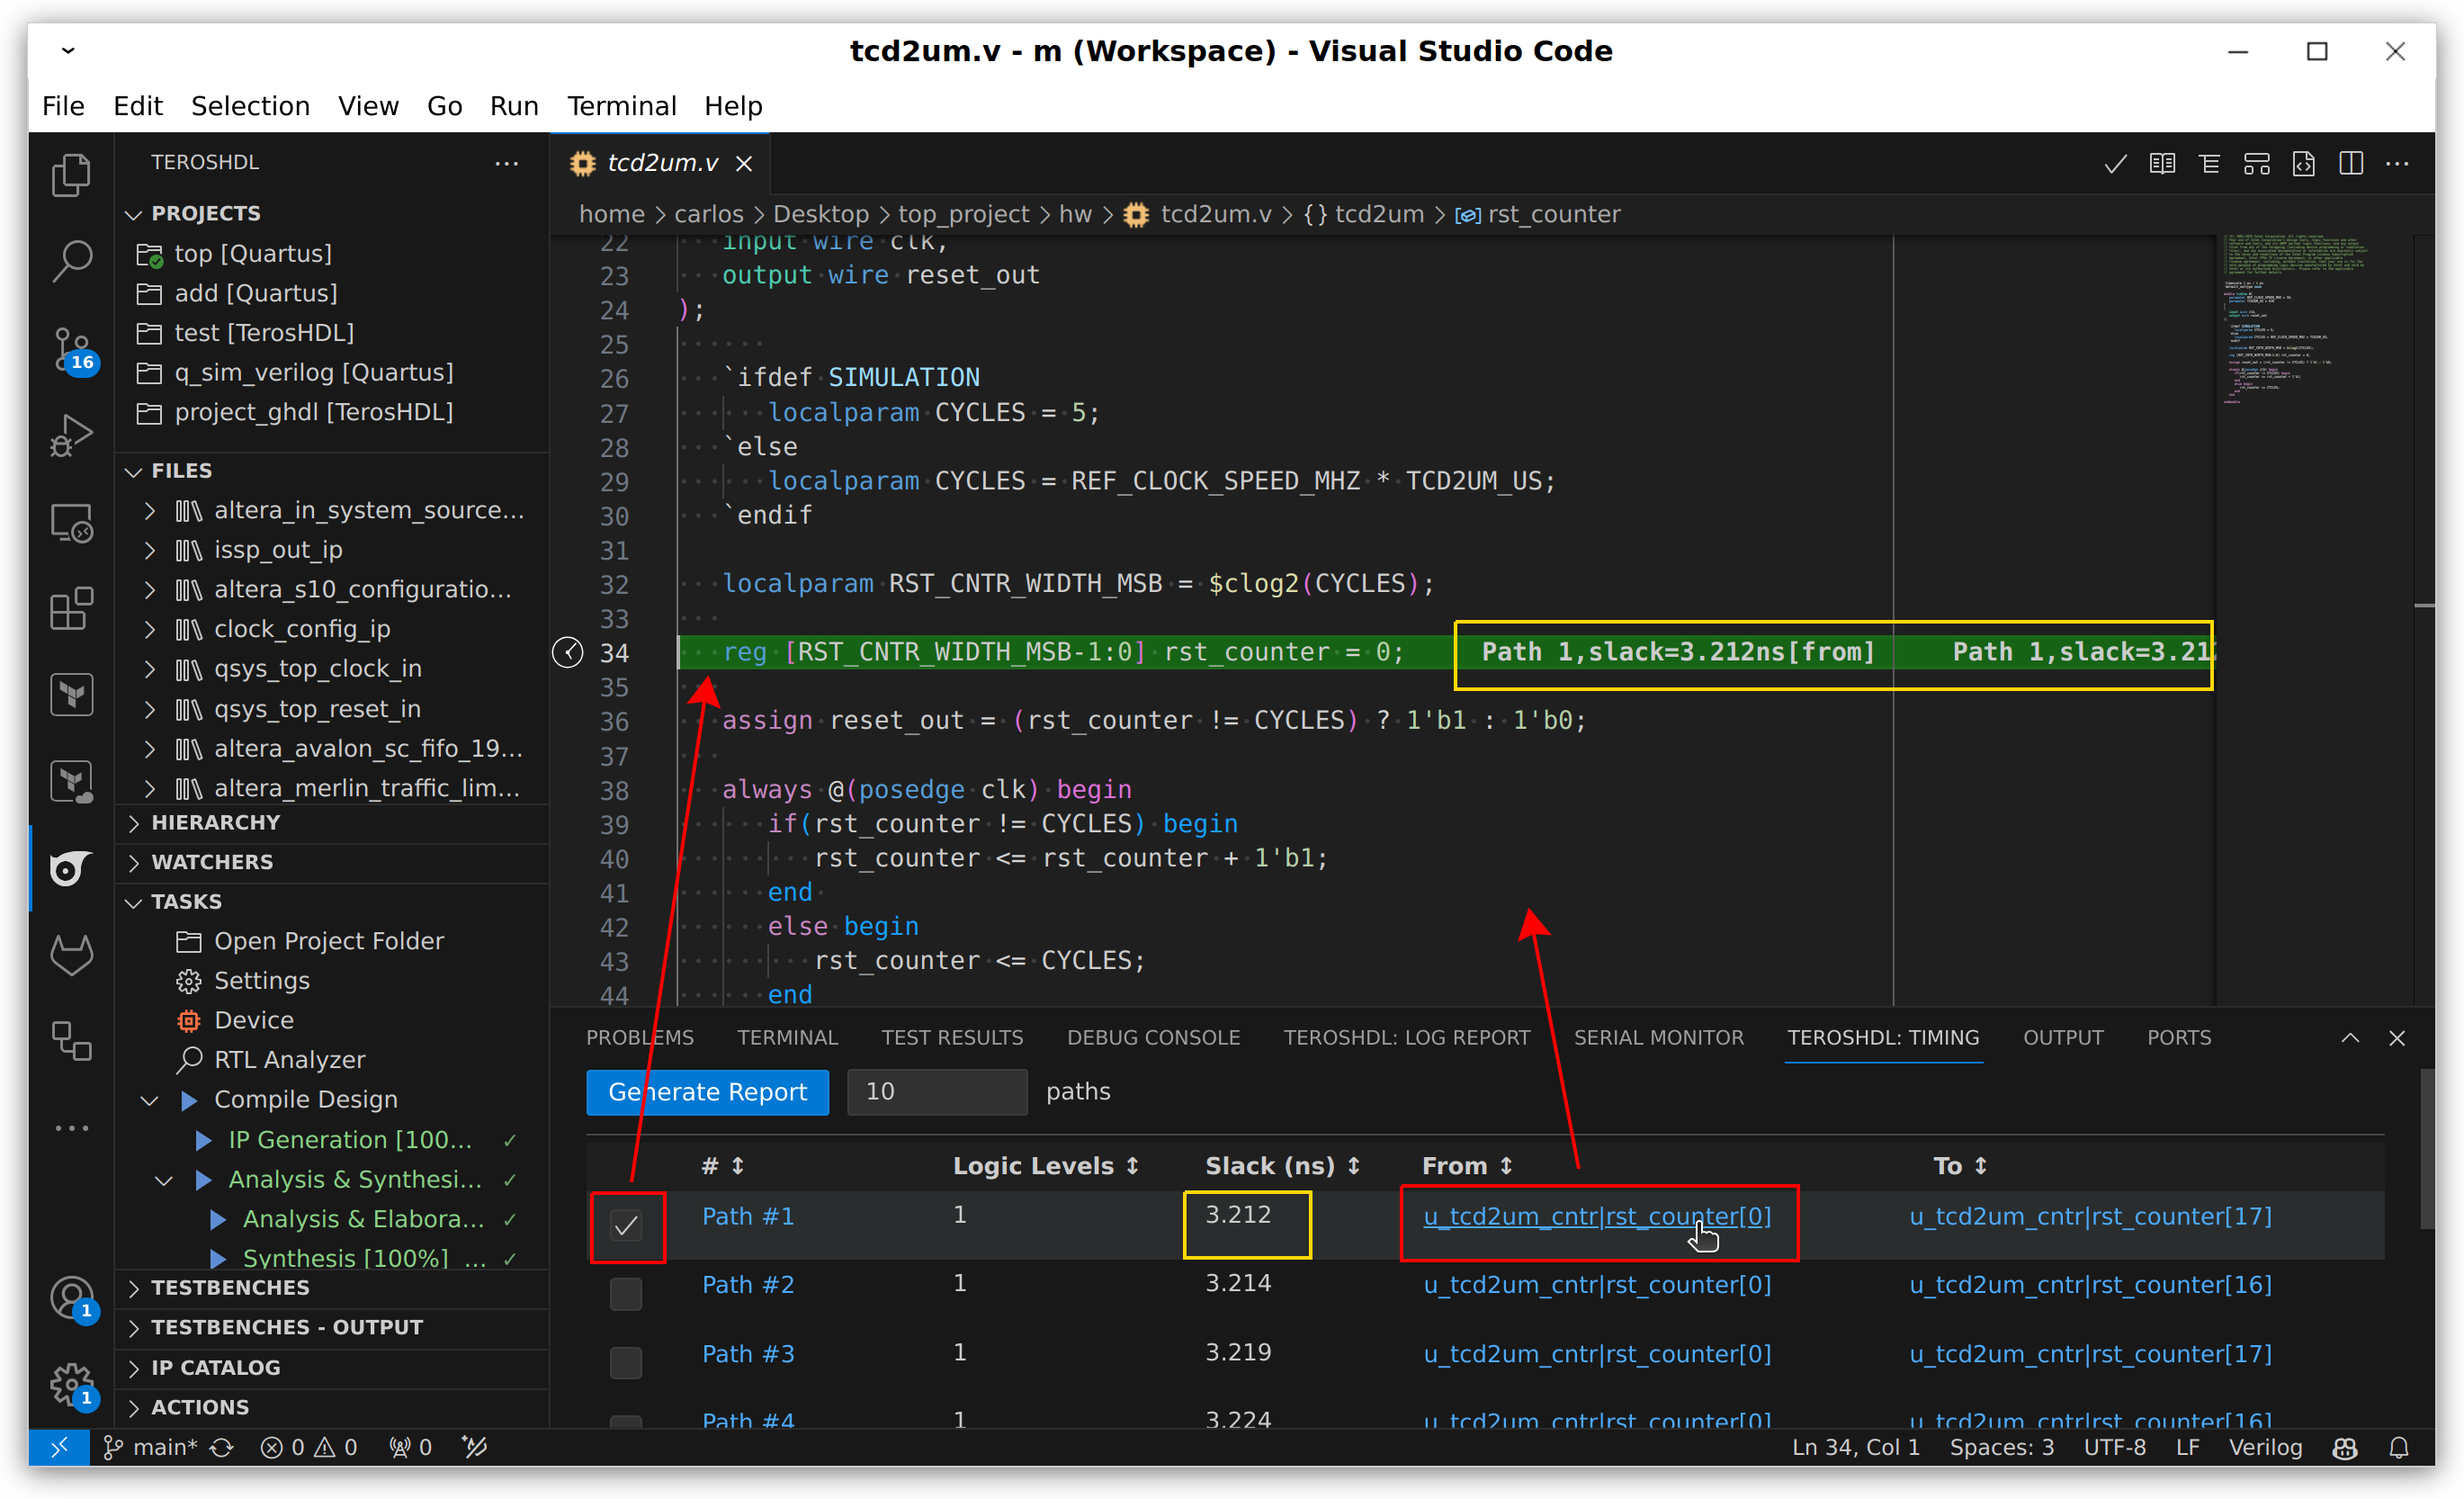 tcd2um.v - m (Workspace) - Visual Studio Code
File Edit Selection View Go Run Terminal Help
TEROSHDL
PROJECTS
top [Quartus]
add [Quartus]
test [TerosHDL]
q_sim_verilog [Quartus]
project_ghdl [TerosHDL]
FILES
altera_in_system_source...
issp_out_ip
altera_s10_configuratio...
clock_config_ip
qsys_top_clock_in
qsys_top_reset_in
altera_avalon_sc_fifo_19...
altera_merlin_traffic_lim...
HIERARCHY
WATCHERS
TASKS
Open Project Folder
Settings
Device
RTL Analyzer
Compile Design
IP Generation [100... ✓
Analysis & Synthesi... ✓
Analysis & Elabora... ✓
Synthesis [100%] ... ✓
TESTBENCHES
TESTBENCHES - OUTPUT
IP CATALOG
ACTIONS
16
1
1
tcd2um.v
home > carlos > Desktop > top_project > hw > tcd2um.v > {} tcd2um > rst_counter
22 input wire clk,
23 output wire reset_out
24 );
25
26 `ifdef SIMULATION
27 localparam CYCLES = 5;
28 `else
29 localparam CYCLES = REF_CLOCK_SPEED_MHZ * TCD2UM_US;
30 `endif
31
32 localparam RST_CNTR_WIDTH_MSB = $clog2(CYCLES);
33
34 reg [RST_CNTR_WIDTH_MSB-1:0] rst_counter = 0; Path 1,slack=3.212ns[from] Path 1,slack=3.212
35
36 assign reset_out = (rst_counter != CYCLES) ? 1'b1 : 1'b0;
37
38 always @(posedge clk) begin
39 if(rst_counter != CYCLES) begin
40 rst_counter <= rst_counter + 1'b1;
41 end
42 else begin
43 rst_counter <= CYCLES;
44 end
PROBLEMS TERMINAL TEST RESULTS DEBUG CONSOLE TEROSHDL: LOG REPORT SERIAL MONITOR TEROSHDL: TIMING OUTPUT PORTS
Generate Report 10 paths
# Logic Levels Slack (ns) From To
Path #1 1 3.212 u_tcd2um_cntr|rst_counter[0] u_tcd2um_cntr|rst_counter[17]
Path #2 1 3.214 u_tcd2um_cntr|rst_counter[0] u_tcd2um_cntr|rst_counter[16]
Path #3 1 3.219 u_tcd2um_cntr|rst_counter[0] u_tcd2um_cntr|rst_counter[17]
Path #4 1 3.224 u_tcd2um_cntr|rst_counter[0] u_tcd2um_cntr|rst_counter[16]
main* 0 0 0 Ln 34, Col 1 Spaces: 3 UTF-8 LF Verilog